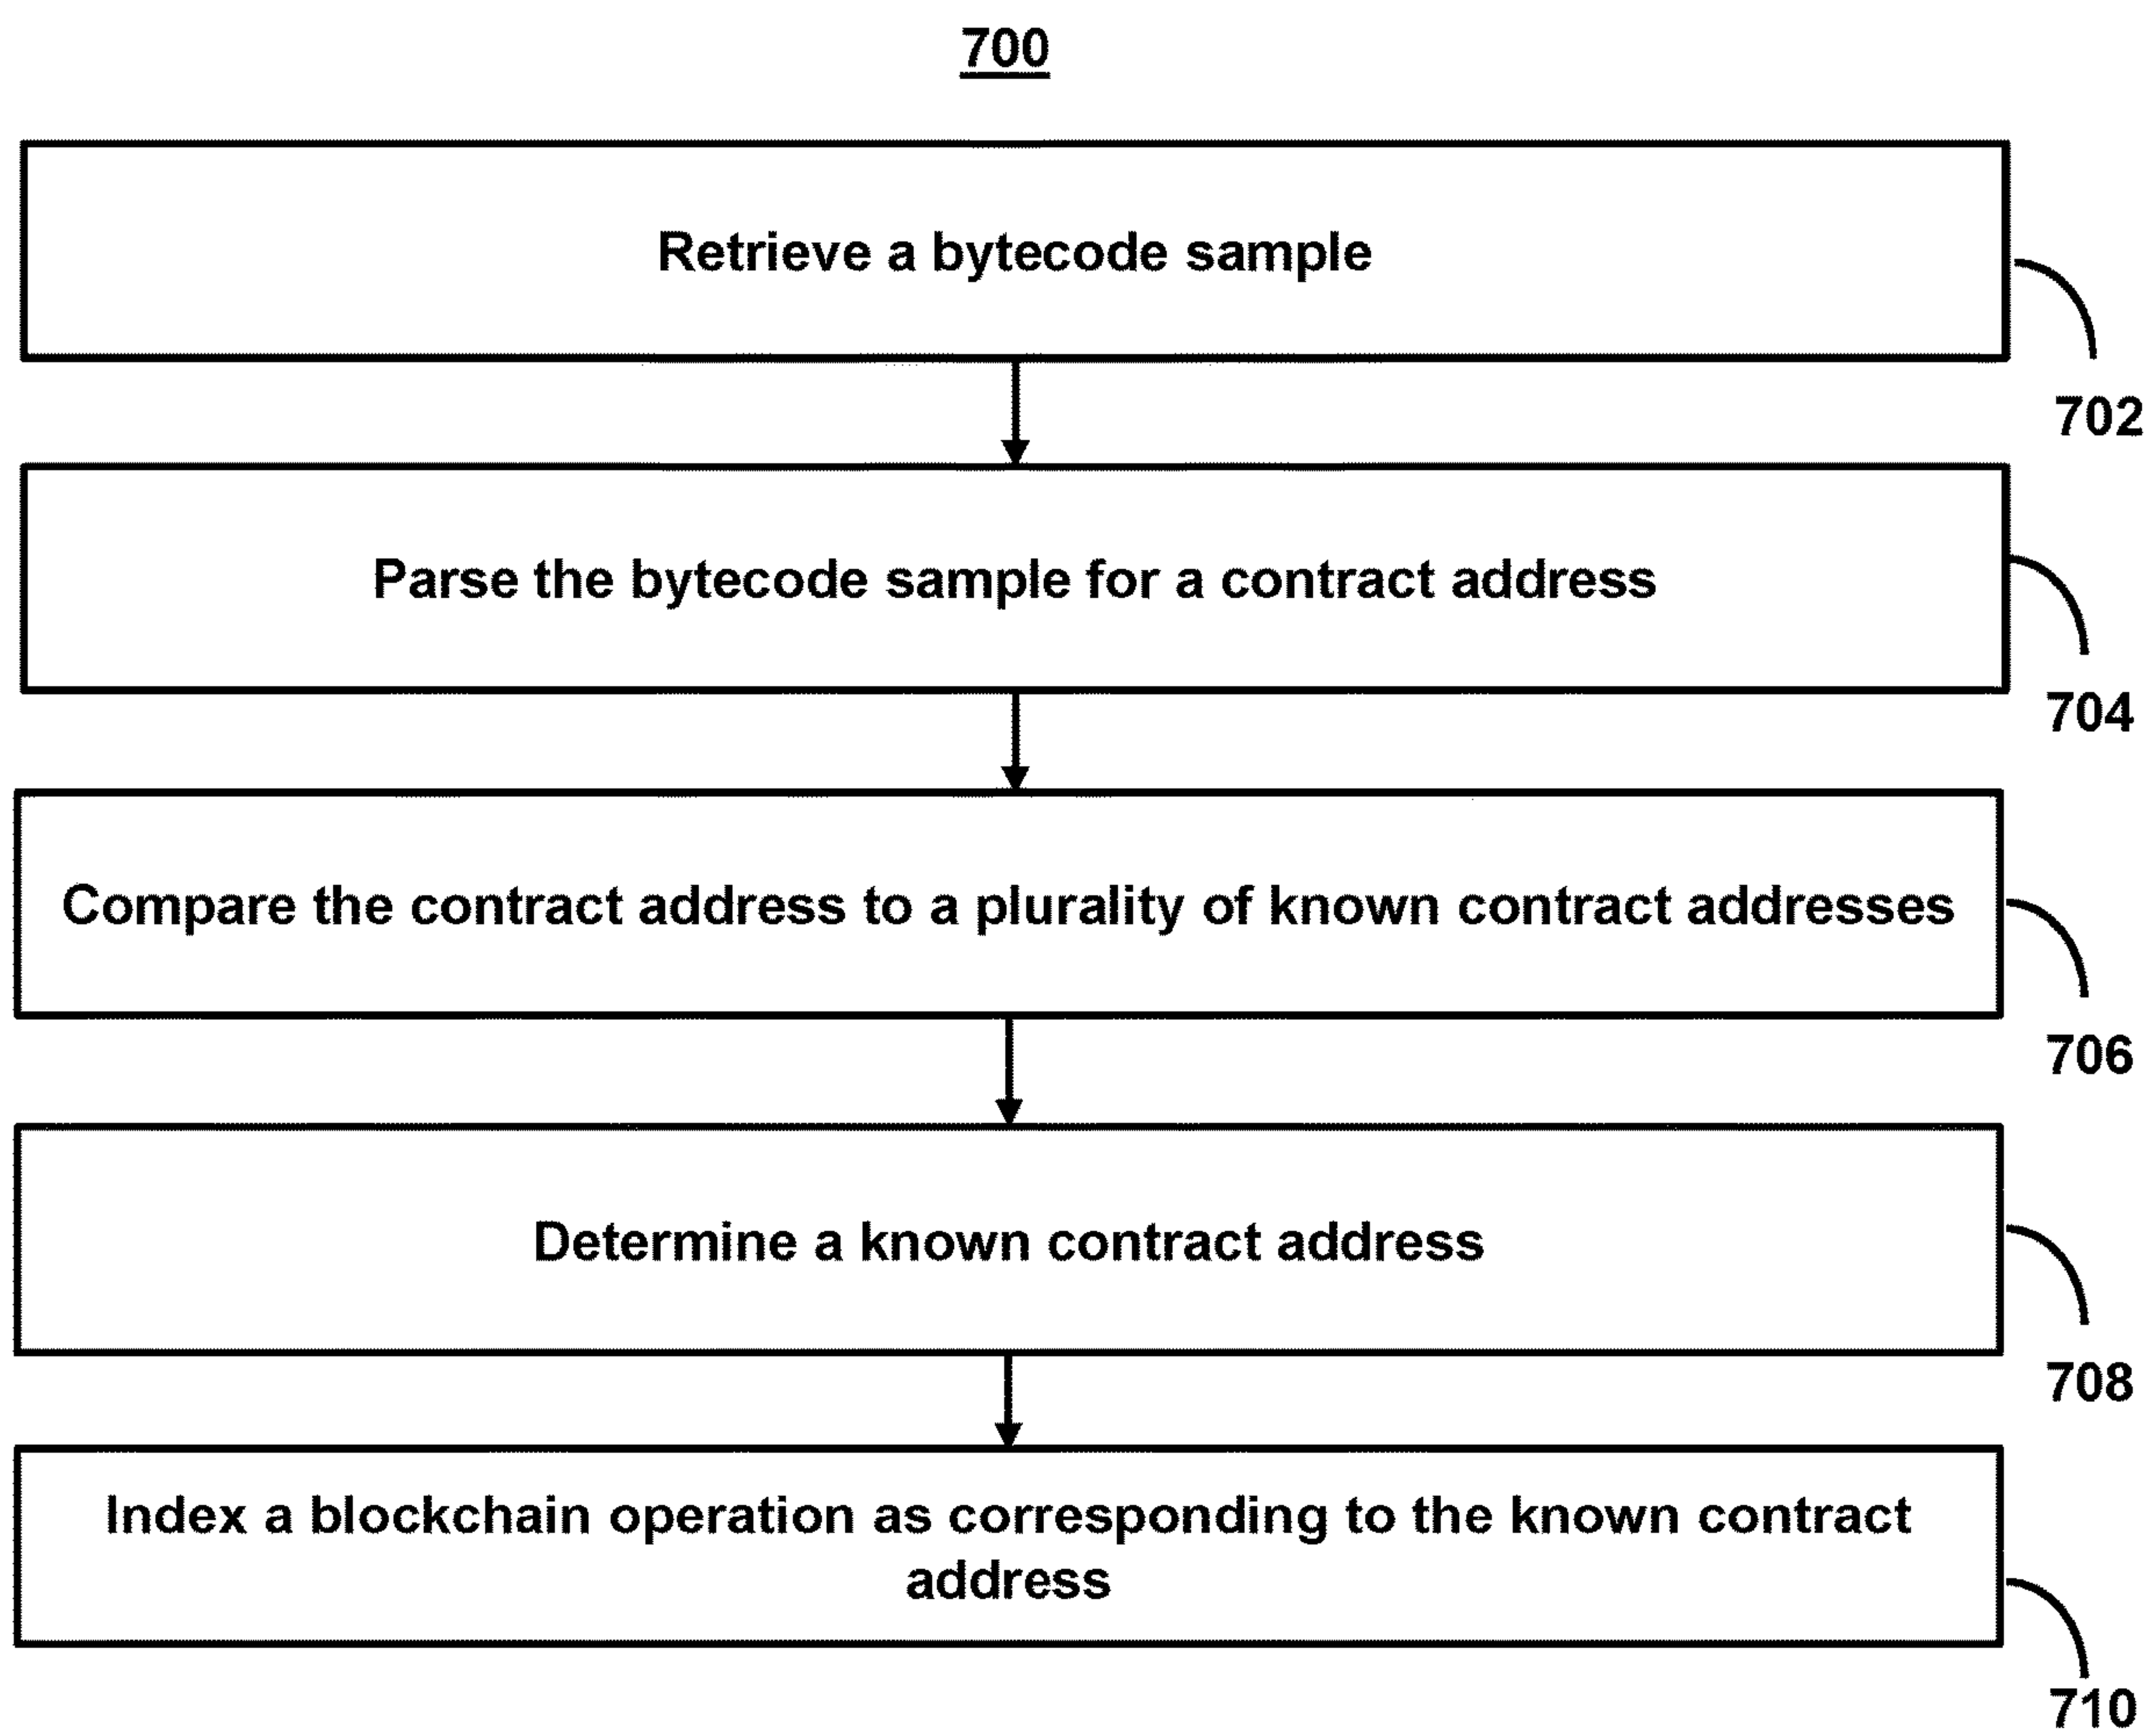 700
Retrieve a bytecode sample
702
Parse the bytecode sample for a contract address
704
Compare the contract address to a plurality of known contract addresses
706
Determine a known contract address
708
Index a blockchain operation as corresponding to the known contract
address
710